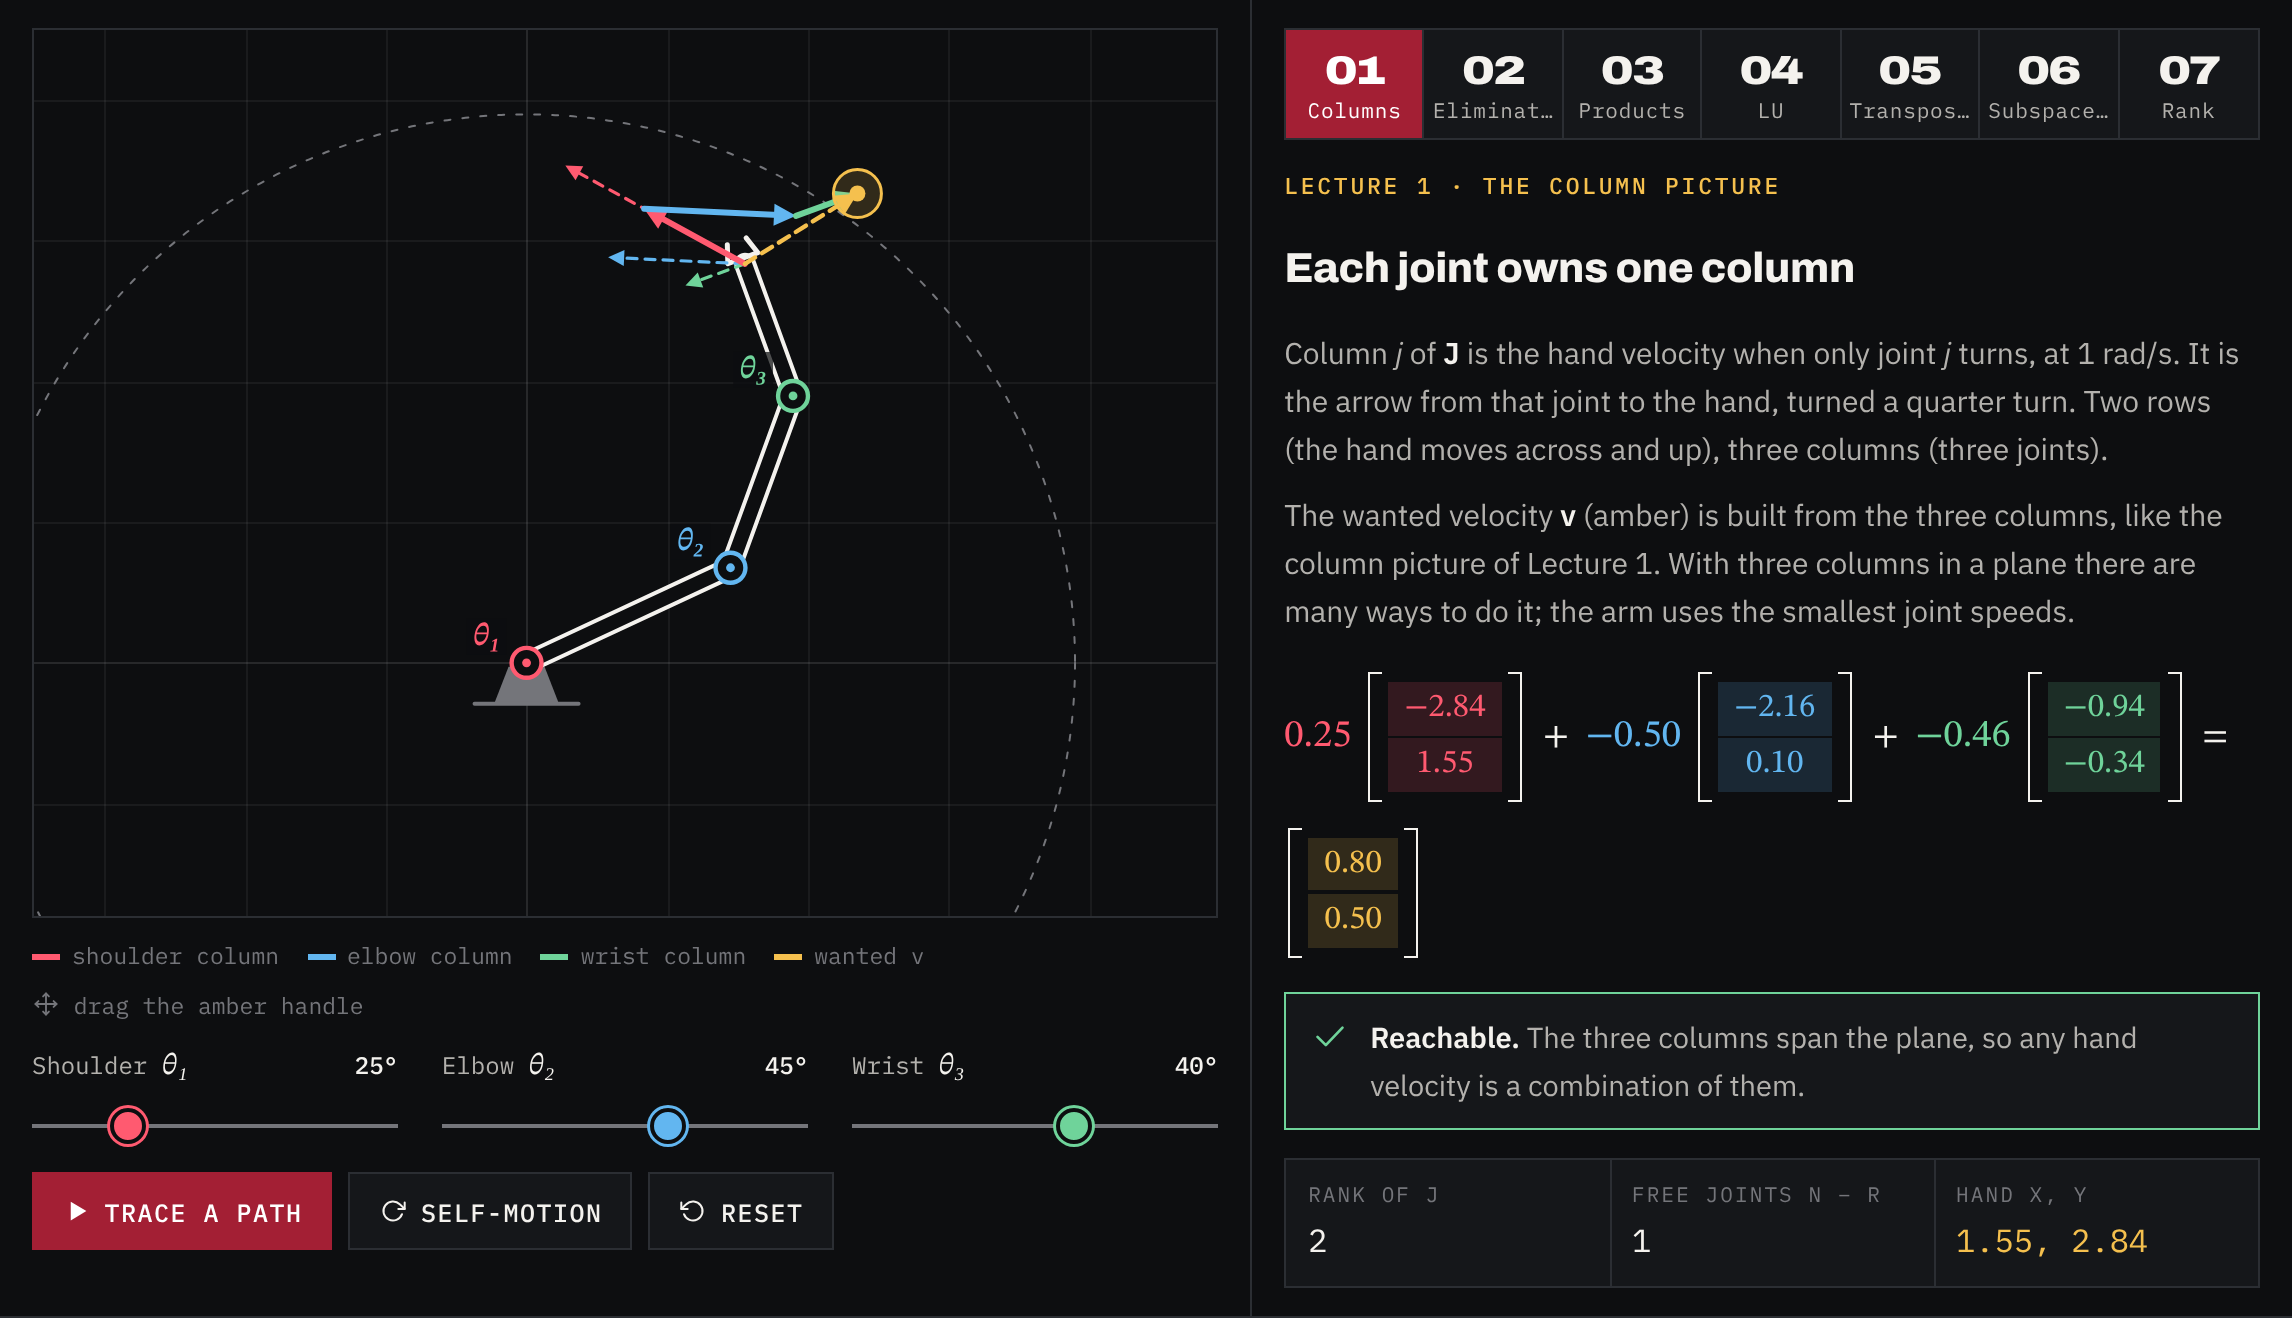 θ3
θ2
θ1
shoulder column elbow column wrist column wanted v
drag the amber handle
Shoulder θ1 25° Elbow θ2 45° Wrist θ3 40°
TRACE A PATH SELF-MOTION RESET
01 02 03 04 05 06 07
Columns Eliminat… Products LU Transpos… Subspace… Rank
LECTURE 1 · THE COLUMN PICTURE
Each joint owns one column
Column j of J is the hand velocity when only joint j turns, at 1 rad/s. It is
the arrow from that joint to the hand, turned a quarter turn. Two rows
(the hand moves across and up), three columns (three joints).
The wanted velocity v (amber) is built from the three columns, like the
column picture of Lecture 1. With three columns in a plane there are
many ways to do it; the arm uses the smallest joint speeds.
−2.84 −2.16 −0.94
0.25 + −0.50 + −0.46 =
1.55 0.10 −0.34
0.80
0.50
Reachable. The three columns span the plane, so any hand
velocity is a combination of them.
RANK OF J FREE JOINTS N − R HAND X, Y
2 1 1.55, 2.84